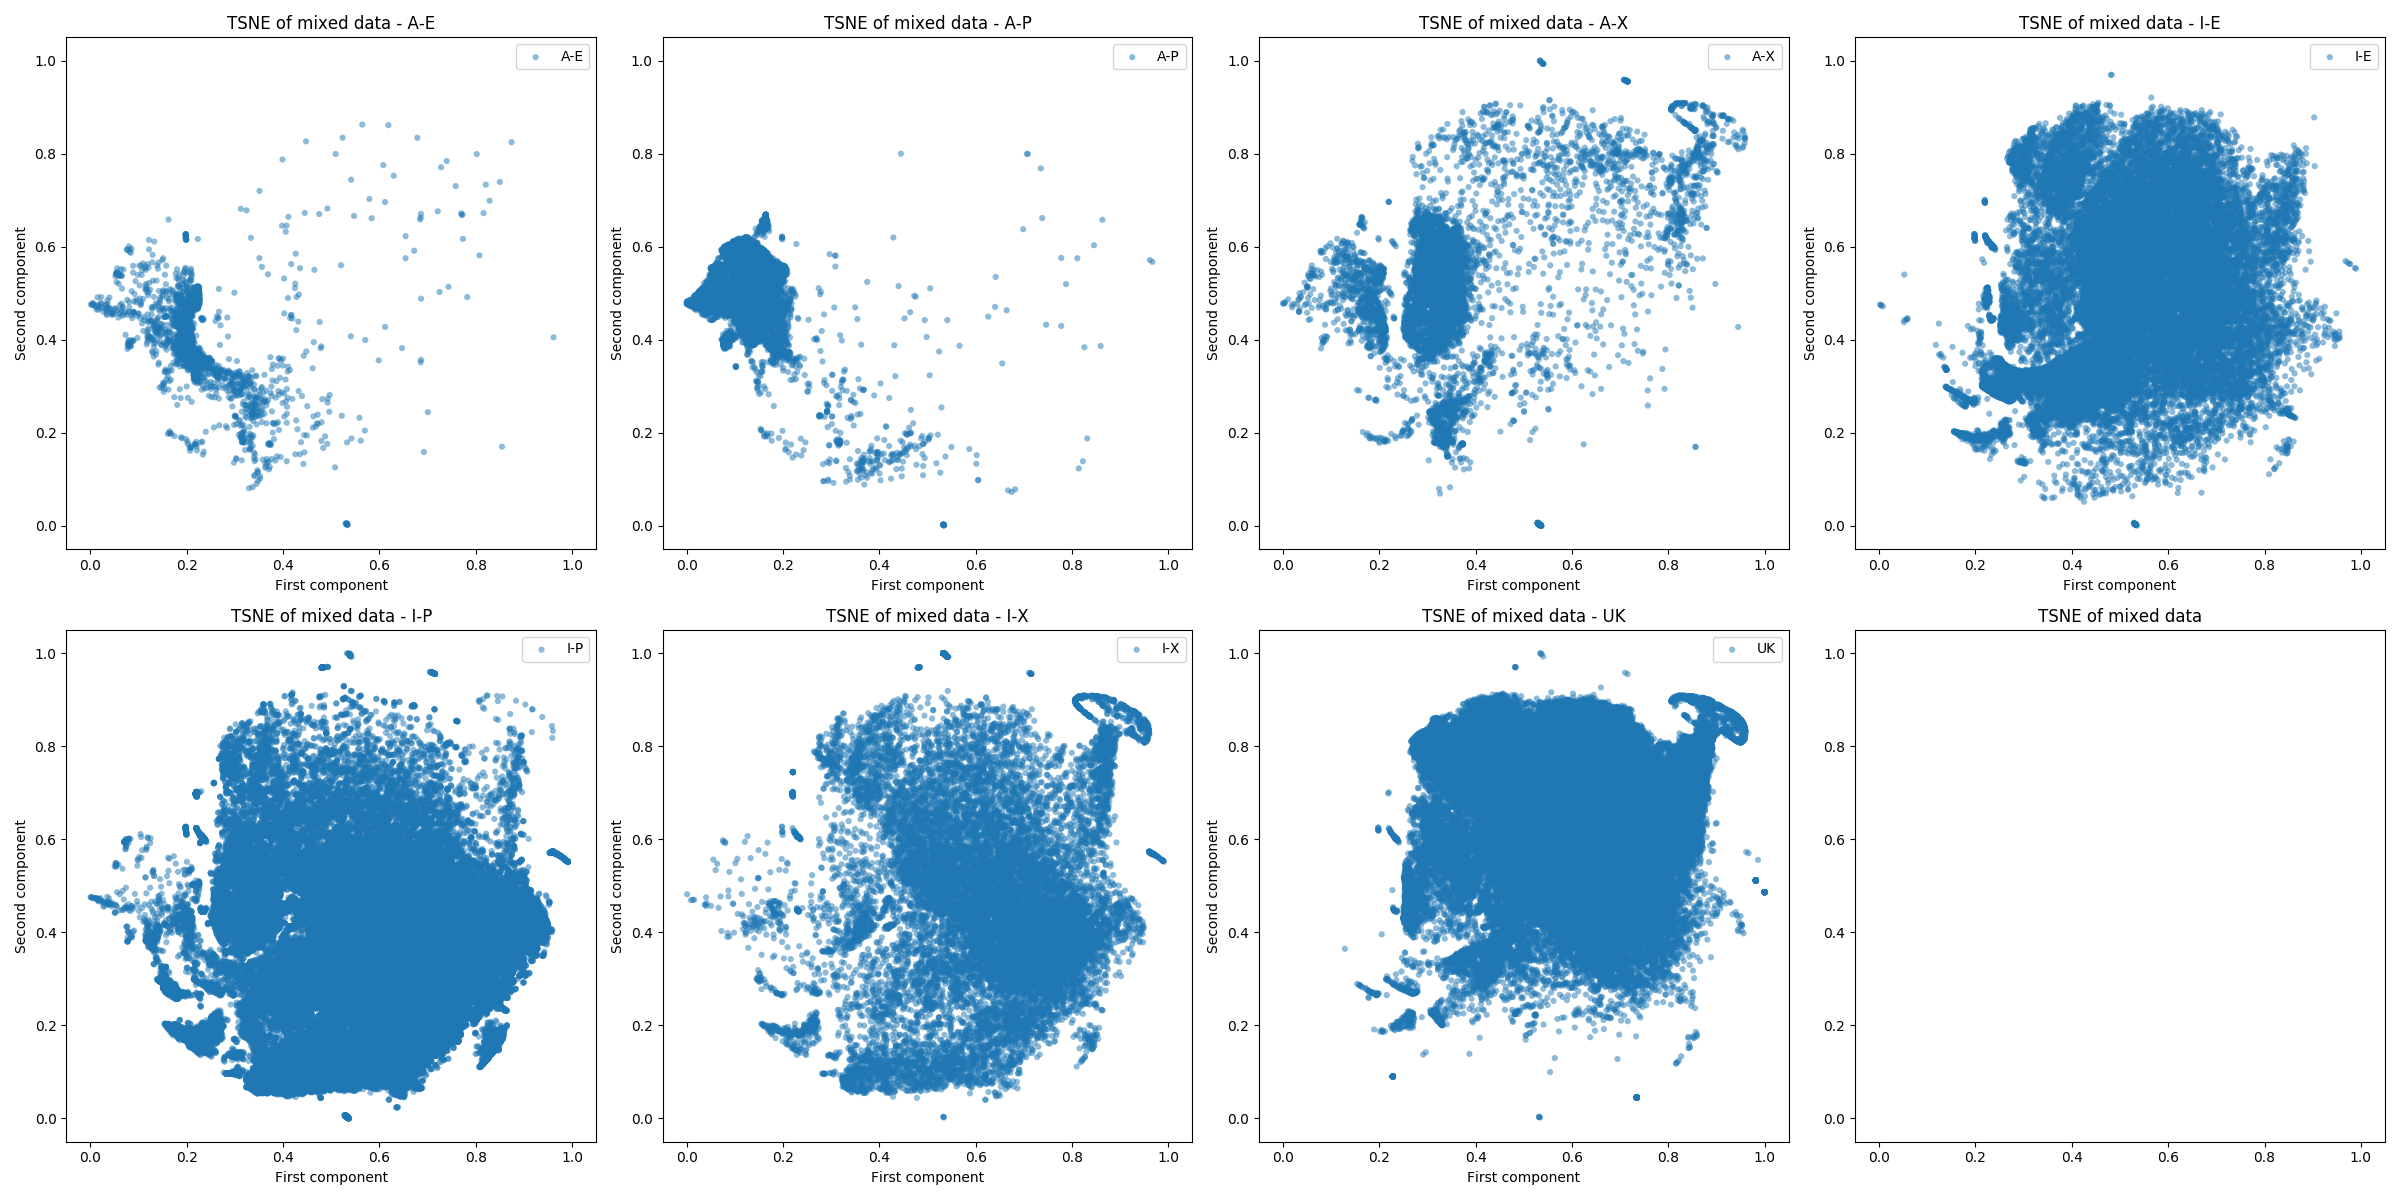 TSNE of mixed data - A-E
A-E
1.0
0.8
0.6
0.4
0.2
0.0
Second component
0.0 0.2 0.4 0.6 0.8 1.0
First component
TSNE of mixed data - A-P
A-P
1.0
0.8
0.6
0.4
0.2
0.0
Second component
0.0 0.2 0.4 0.6 0.8 1.0
First component
TSNE of mixed data - A-X
A-X
1.0
0.8
0.6
0.4
0.2
0.0
Second component
0.0 0.2 0.4 0.6 0.8 1.0
First component
TSNE of mixed data - I-E
I-E
1.0
0.8
0.6
0.4
0.2
0.0
Second component
0.0 0.2 0.4 0.6 0.8 1.0
First component
TSNE of mixed data - I-P
I-P
1.0
0.8
0.6
0.4
0.2
0.0
Second component
0.0 0.2 0.4 0.6 0.8 1.0
First component
TSNE of mixed data - I-X
I-X
1.0
0.8
0.6
0.4
0.2
0.0
Second component
0.0 0.2 0.4 0.6 0.8 1.0
First component
TSNE of mixed data - UK
UK
1.0
0.8
0.6
0.4
0.2
0.0
Second component
0.0 0.2 0.4 0.6 0.8 1.0
First component
TSNE of mixed data
1.0
0.8
0.6
0.4
0.2
0.0
Second component
0.0 0.2 0.4 0.6 0.8 1.0
First component